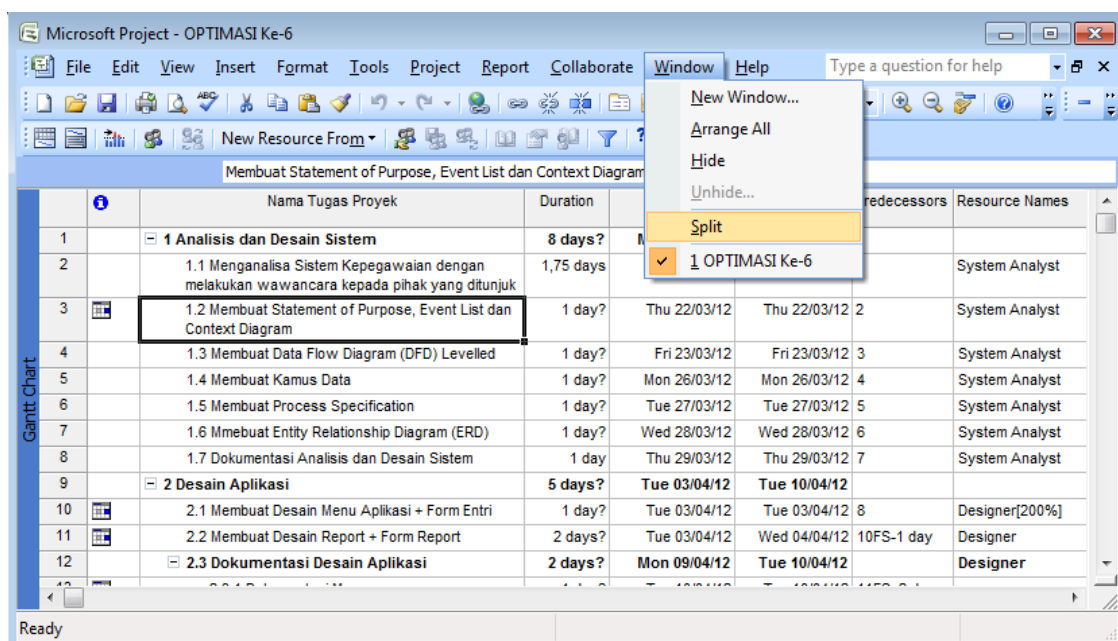 Microsoft Project - OPTIMASI Ke-6
File Edit View Insert Format Tools Project Report Collaborate Window Help Type a question for help
New Window...
Arrange All
Hide
Unhide...
Split
1 OPTIMASI Ke-6
New Resource From
Membuat Statement of Purpose, Event List dan Context Diagram
Nama Tugas Proyek Duration redecessors Resource Names
1 1 Analisis dan Desain Sistem 8 days?
2 1.1 Menganalisa Sistem Kepegawaian dengan 1,75 days System Analyst
melakukan wawancara kepada pihak yang ditunjuk
3 1.2 Membuat Statement of Purpose, Event List dan 1 day? Thu 22/03/12 Thu 22/03/12 2 System Analyst
Context Diagram
4 1.3 Membuat Data Flow Diagram (DFD) Levelled 1 day? Fri 23/03/12 Fri 23/03/12 3 System Analyst
5 1.4 Membuat Kamus Data 1 day? Mon 26/03/12 Mon 26/03/12 4 System Analyst
6 1.5 Membuat Process Specification 1 day? Tue 27/03/12 Tue 27/03/12 5 System Analyst
7 1.6 Mmebuat Entity Relationship Diagram (ERD) 1 day? Wed 28/03/12 Wed 28/03/12 6 System Analyst
8 1.7 Dokumentasi Analisis dan Desain Sistem 1 day Thu 29/03/12 Thu 29/03/12 7 System Analyst
9 2 Desain Aplikasi 5 days? Tue 03/04/12 Tue 10/04/12
10 2.1 Membuat Desain Menu Aplikasi + Form Entri 1 day? Tue 03/04/12 Tue 03/04/12 8 Designer[200%]
11 2.2 Membuat Desain Report + Form Report 2 days? Tue 03/04/12 Wed 04/04/12 10FS-1 day Designer
12 2.3 Dokumentasi Desain Aplikasi 2 days? Mon 09/04/12 Tue 10/04/12 Designer
Gantt Chart
Ready